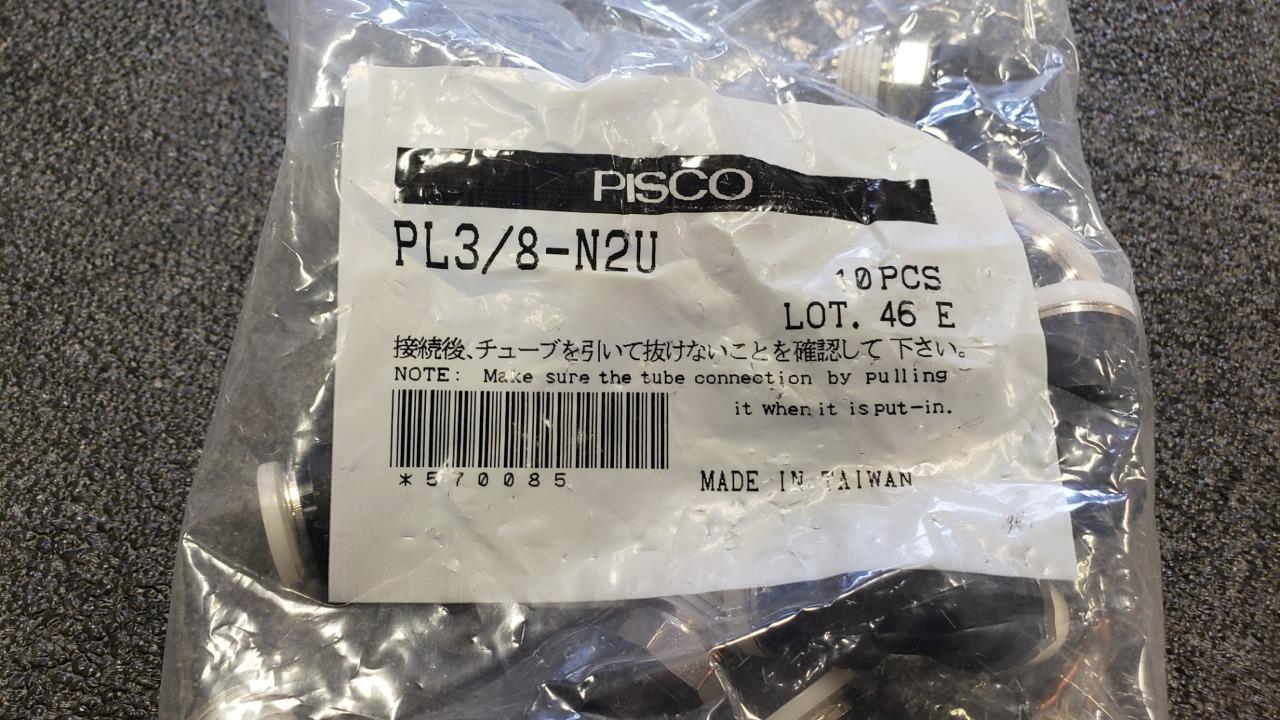 PISCO
PL3/8-N2U
10PCS
LOT. 46 E
接続後、チューブを引いて抜けないことを確認して下さい。
NOTE: Make sure the tube connection by pulling
it when it is put-in.
*570085
MADE IN TAIWAN